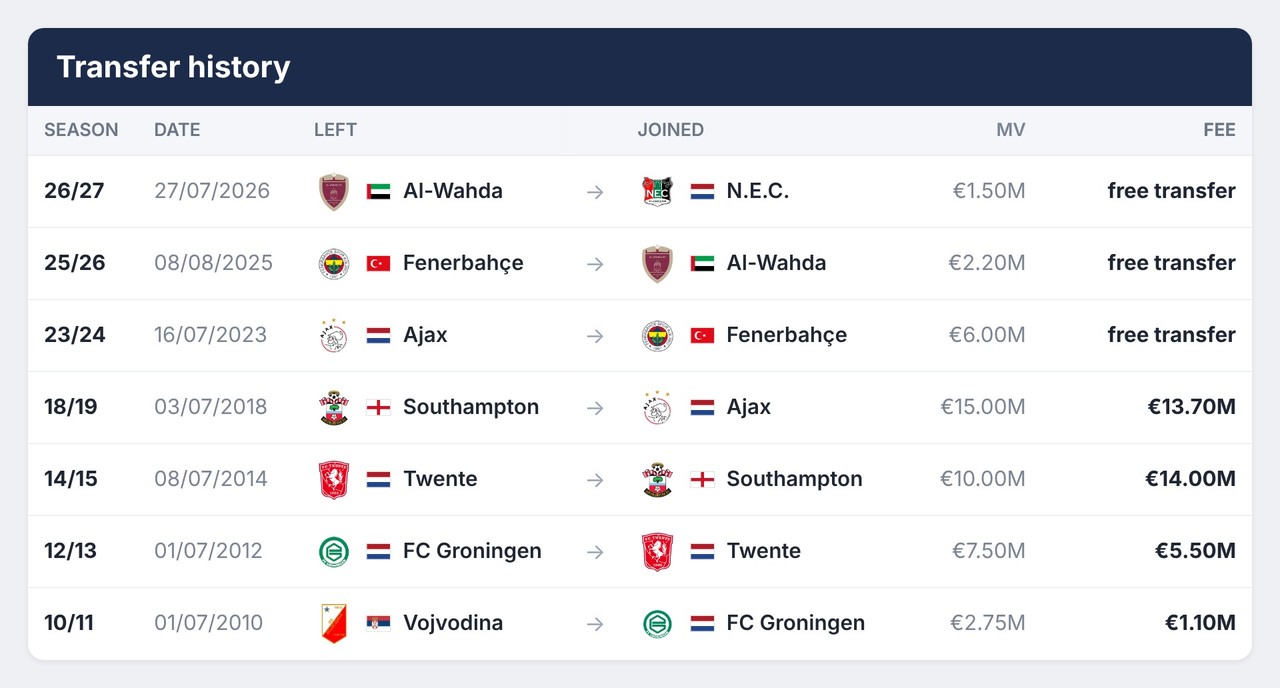 Transfer history
SEASON DATE LEFT JOINED MV FEE
26/27 27/07/2026 Al-Wahda → N.E.C. €1.50M free transfer
25/26 08/08/2025 Fenerbahçe → Al-Wahda €2.20M free transfer
23/24 16/07/2023 Ajax → Fenerbahçe €6.00M free transfer
18/19 03/07/2018 Southampton → Ajax €15.00M €13.70M
14/15 08/07/2014 Twente → Southampton €10.00M €14.00M
12/13 01/07/2012 FC Groningen → Twente €7.50M €5.50M
10/11 01/07/2010 Vojvodina → FC Groningen €2.75M €1.10M